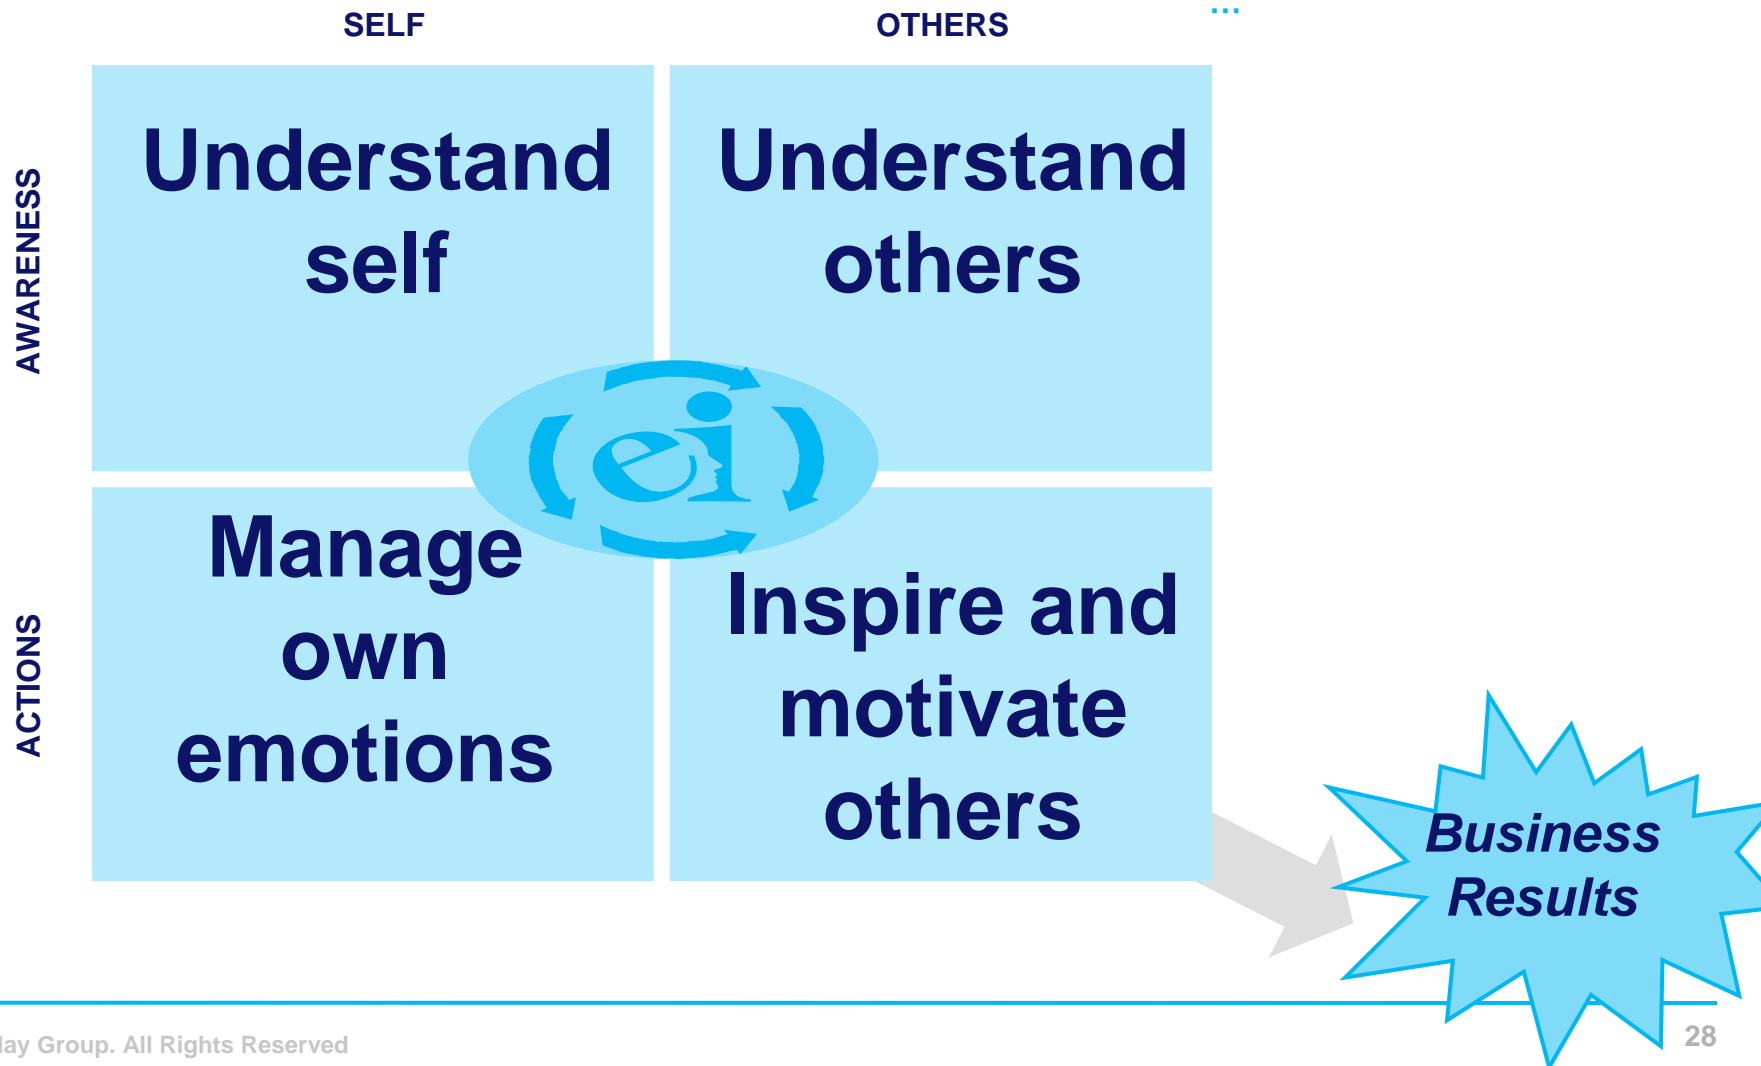 …
SELF
OTHERS
AWARENESS
Understand
self
Understand
others
ei
ACTIONS
Manage
own
emotions
Inspire and
motivate
others
Business
Results
Group. All Rights Reserved
28